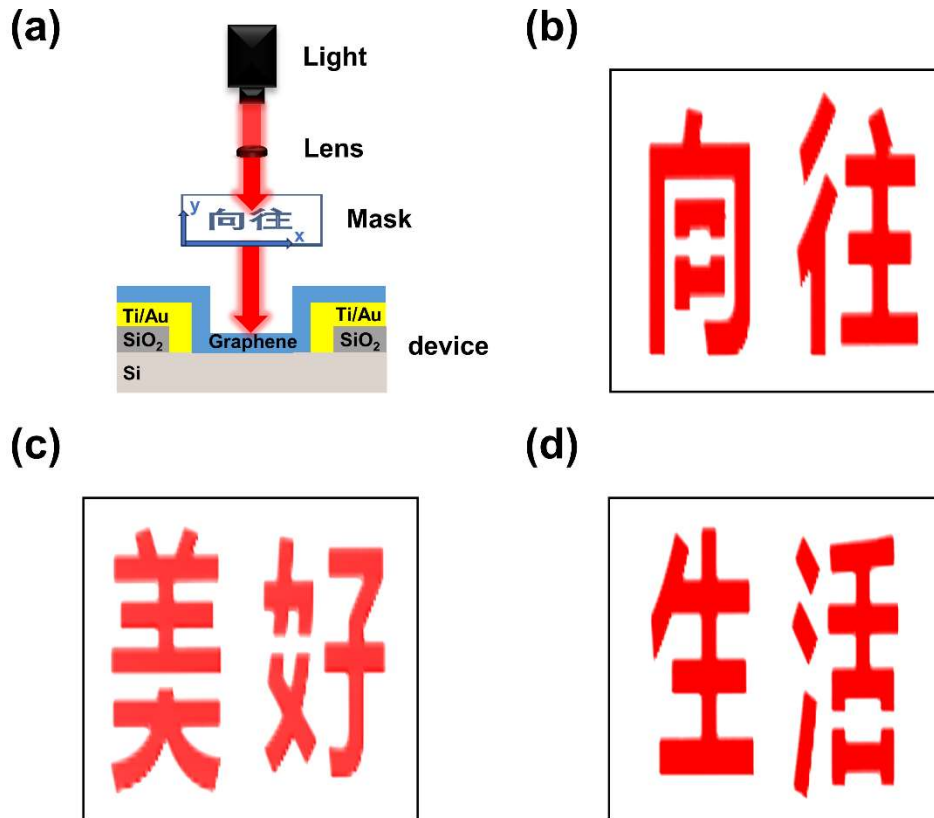 (a)
Light
Lens
y 向往 x
Mask
Ti/Au Ti/Au
SiO₂ Graphene SiO₂
device
Si
(b)
向往
(c)
美好
(d)
生活